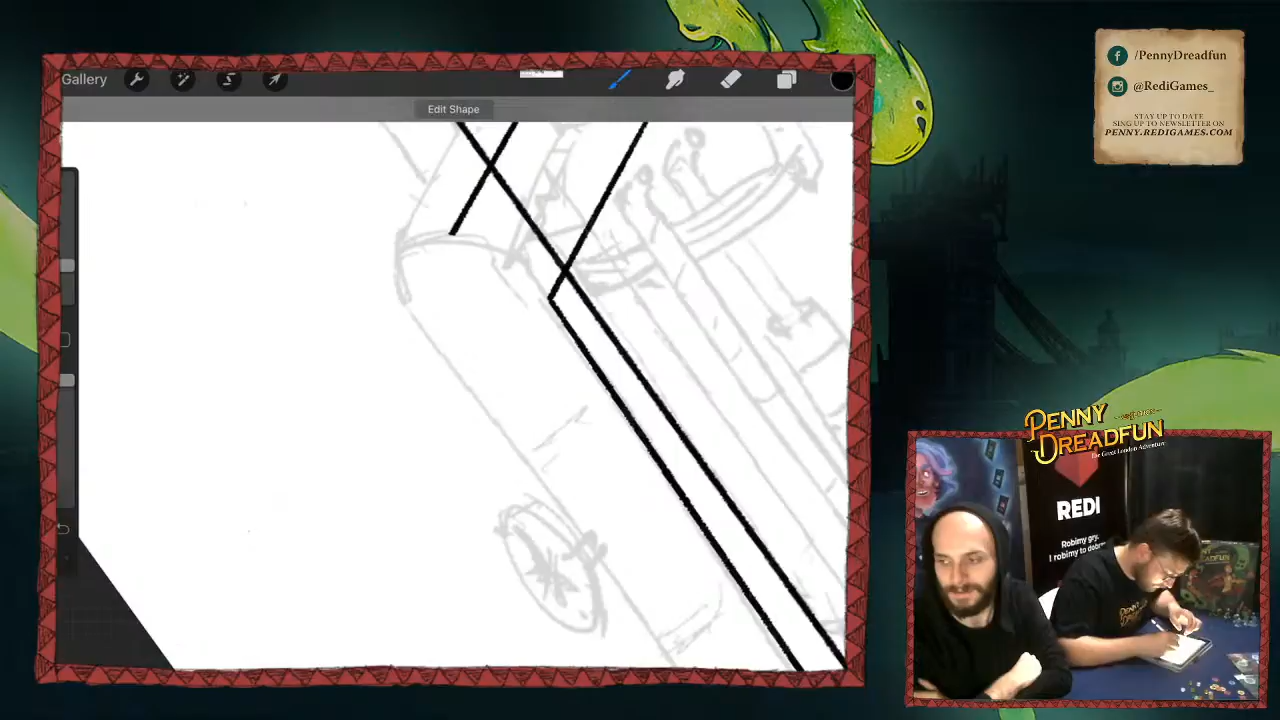 Gallery
Edit Shape
/PennyDreadfun
@RediGames_
STAY UP TO DATE
SING UP TO NEWSLETTER ON
PENNY.REDIGAMES.COM
PENNY
DREADFUN
The Great London Adventure
REDI
Robimy gry.
I robimy to dobrze